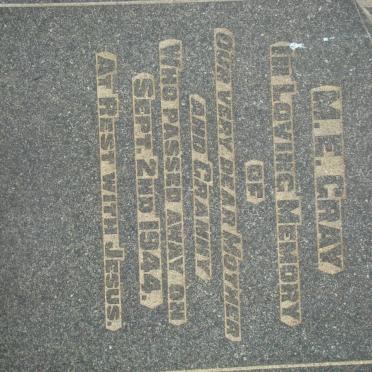 M.E. CRAY
IN LOVING MEMORY
OF
OUR VERY DEAR MOTHER
AND GRANNY
WHO PASSED AWAY ON
SEPT. 2ND 1944.
AT REST WITH JESUS.